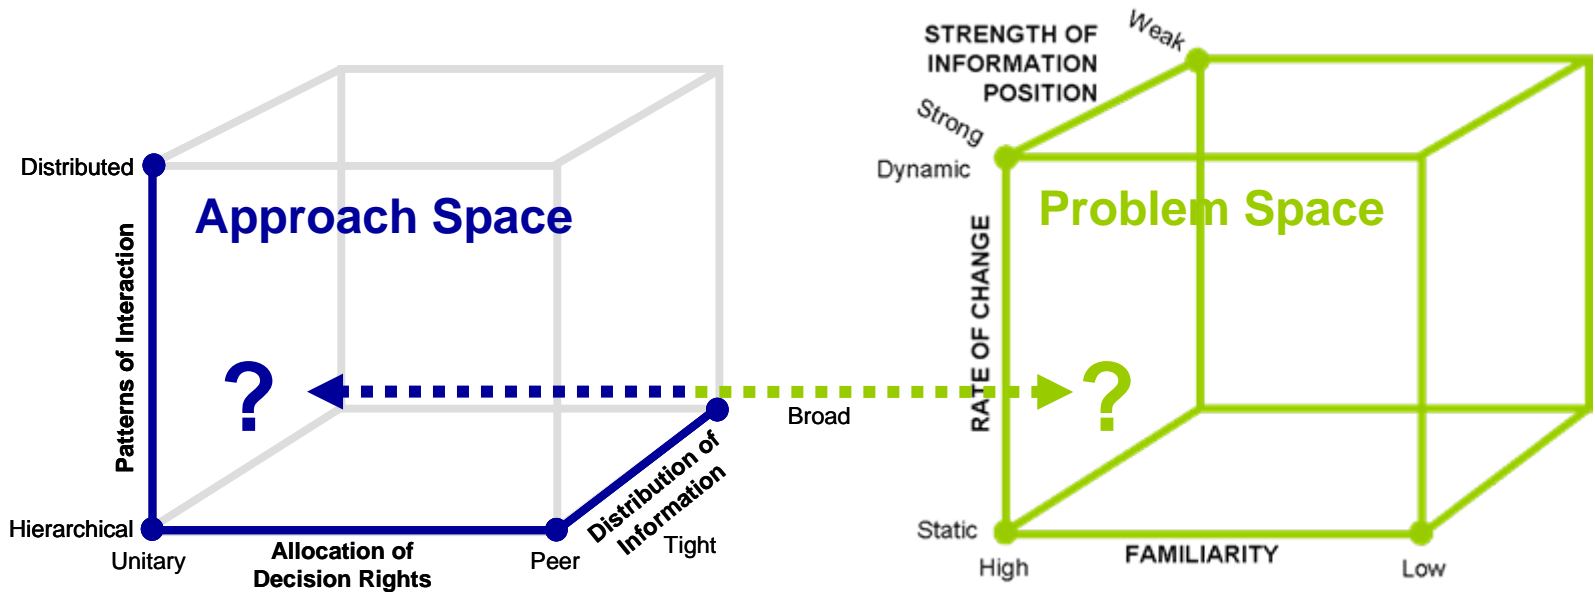 Distributed
Approach Space
Patterns of Interaction
?
Hierarchical
Unitary
Allocation of
Decision Rights
Peer
Distribution of
Information
Broad
Tight
STRENGTH OF
INFORMATION
POSITION
Weak
Strong
Dynamic
Problem Space
RATE OF CHANGE
?
Static
High
FAMILIARITY
Low